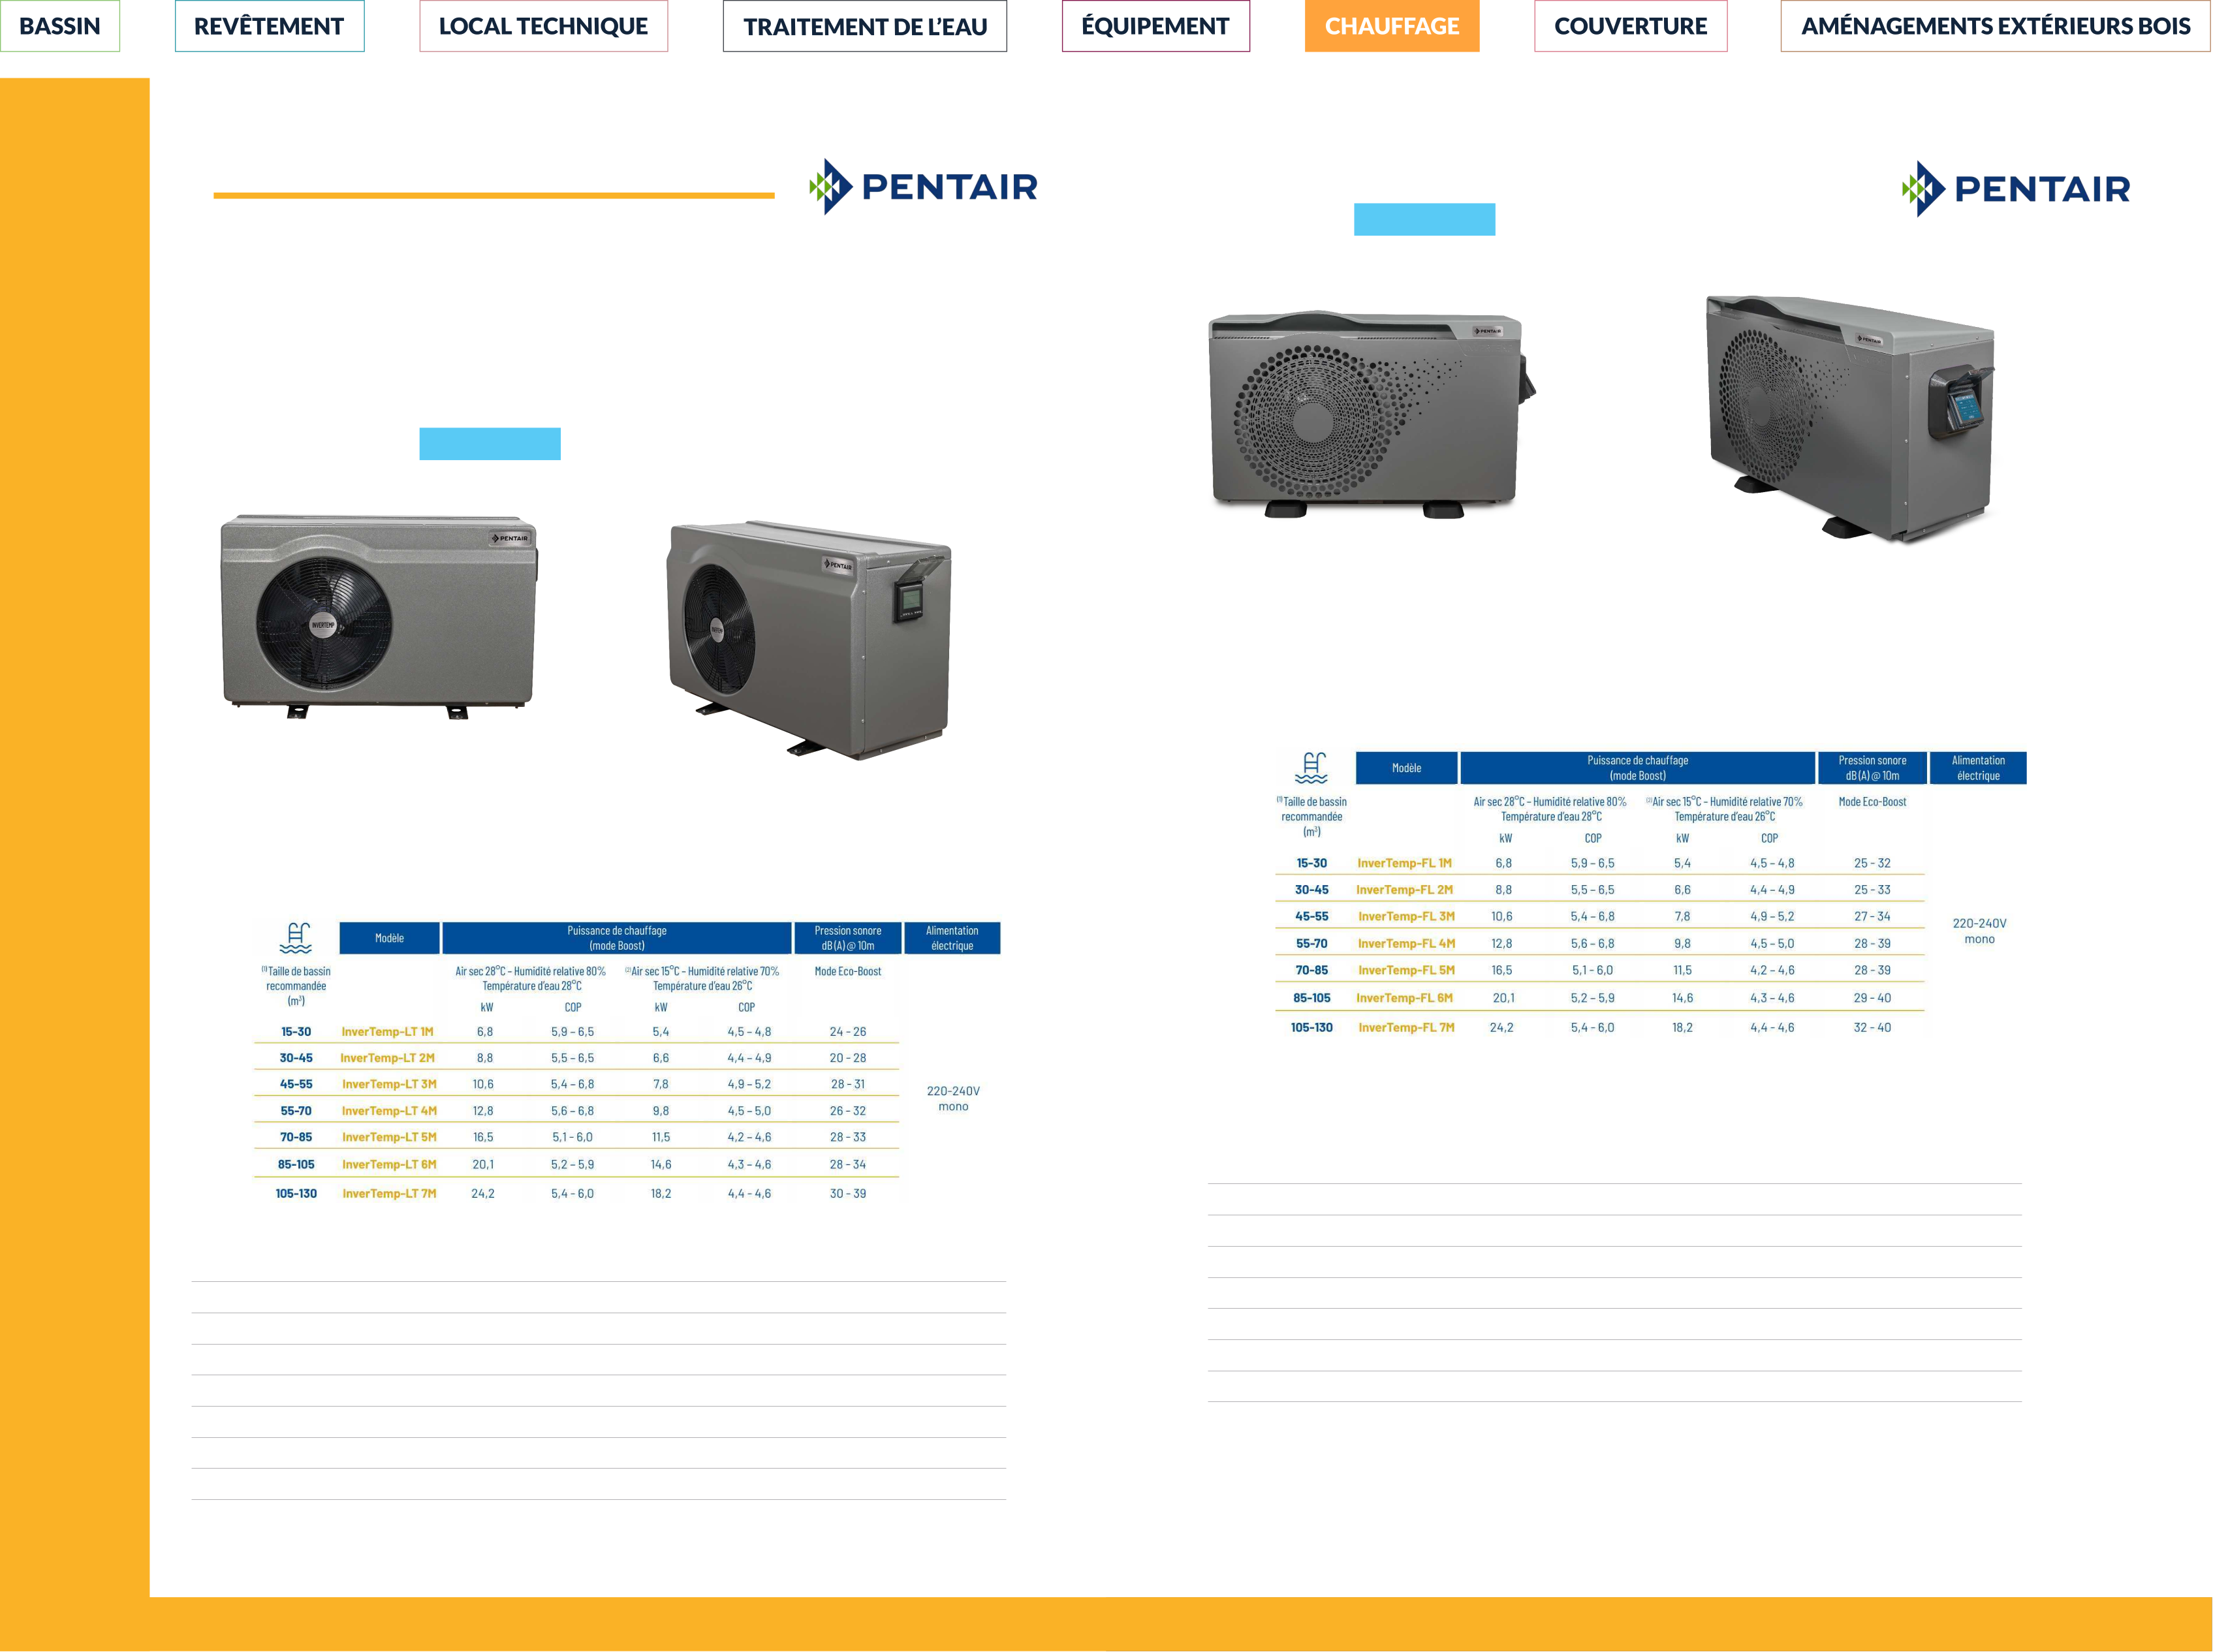 BASSIN
REVÊTEMENT
LOCAL TECHNIQUE
TRAITEMENT DE L'EAU
ÉQUIPEMENT
CHAUFFAGE
COUVERTURE
AMÉNAGEMENTS EXTÉRIEURS BOIS
PENTAIR
PENTAIR
INVERTEMP
PENTAIR
Modèle
Puissance de chauffage
(mode Boost)
Pression sonore
dB(A) @ 10m
Alimentation
électrique
(1) Taille de bassin
recommandée
(m³)
Air sec 28°C – Humidité relative 80%
Température d'eau 28°C
(2) Air sec 15°C – Humidité relative 70%
Température d'eau 26°C
Mode Eco-Boost
kW COP kW COP
15-30 InverTemp-LT 1M 6,8 5,9 – 6,5 5,4 4,5 – 4,8 24 - 26
30-45 InverTemp-LT 2M 8,8 5,5 – 6,5 6,6 4,4 – 4,9 20 - 28
45-55 InverTemp-LT 3M 10,6 5,4 – 6,8 7,8 4,9 – 5,2 28 - 31
55-70 InverTemp-LT 4M 12,8 5,6 – 6,8 9,8 4,5 – 5,0 26 - 32
70-85 InverTemp-LT 5M 16,5 5,1 - 6,0 11,5 4,2 – 4,6 28 - 33
85-105 InverTemp-LT 6M 20,1 5,2 – 5,9 14,6 4,3 – 4,6 28 - 34
105-130 InverTemp-LT 7M 24,2 5,4 - 6,0 18,2 4,4 - 4,6 30 - 39
220-240V
mono
PENTAIR
PENTAIR
PENTAIR
Modèle
Puissance de chauffage
(mode Boost)
Pression sonore
dB(A) @ 10m
Alimentation
électrique
(1) Taille de bassin
recommandée
(m³)
Air sec 28°C – Humidité relative 80%
Température d'eau 28°C
(2) Air sec 15°C – Humidité relative 70%
Température d'eau 26°C
Mode Eco-Boost
kW COP kW COP
15-30 InverTemp-FL 1M 6,8 5,9 – 6,5 5,4 4,5 – 4,8 25 - 32
30-45 InverTemp-FL 2M 8,8 5,5 – 6,5 6,6 4,4 – 4,9 25 - 33
45-55 InverTemp-FL 3M 10,6 5,4 – 6,8 7,8 4,9 – 5,2 27 - 34
55-70 InverTemp-FL 4M 12,8 5,6 – 6,8 9,8 4,5 – 5,0 28 - 39
70-85 InverTemp-FL 5M 16,5 5,1 - 6,0 11,5 4,2 – 4,6 28 - 39
85-105 InverTemp-FL 6M 20,1 5,2 – 5,9 14,6 4,3 – 4,6 29 - 40
105-130 InverTemp-FL 7M 24,2 5,4 - 6,0 18,2 4,4 - 4,6 32 - 40
220-240V
mono